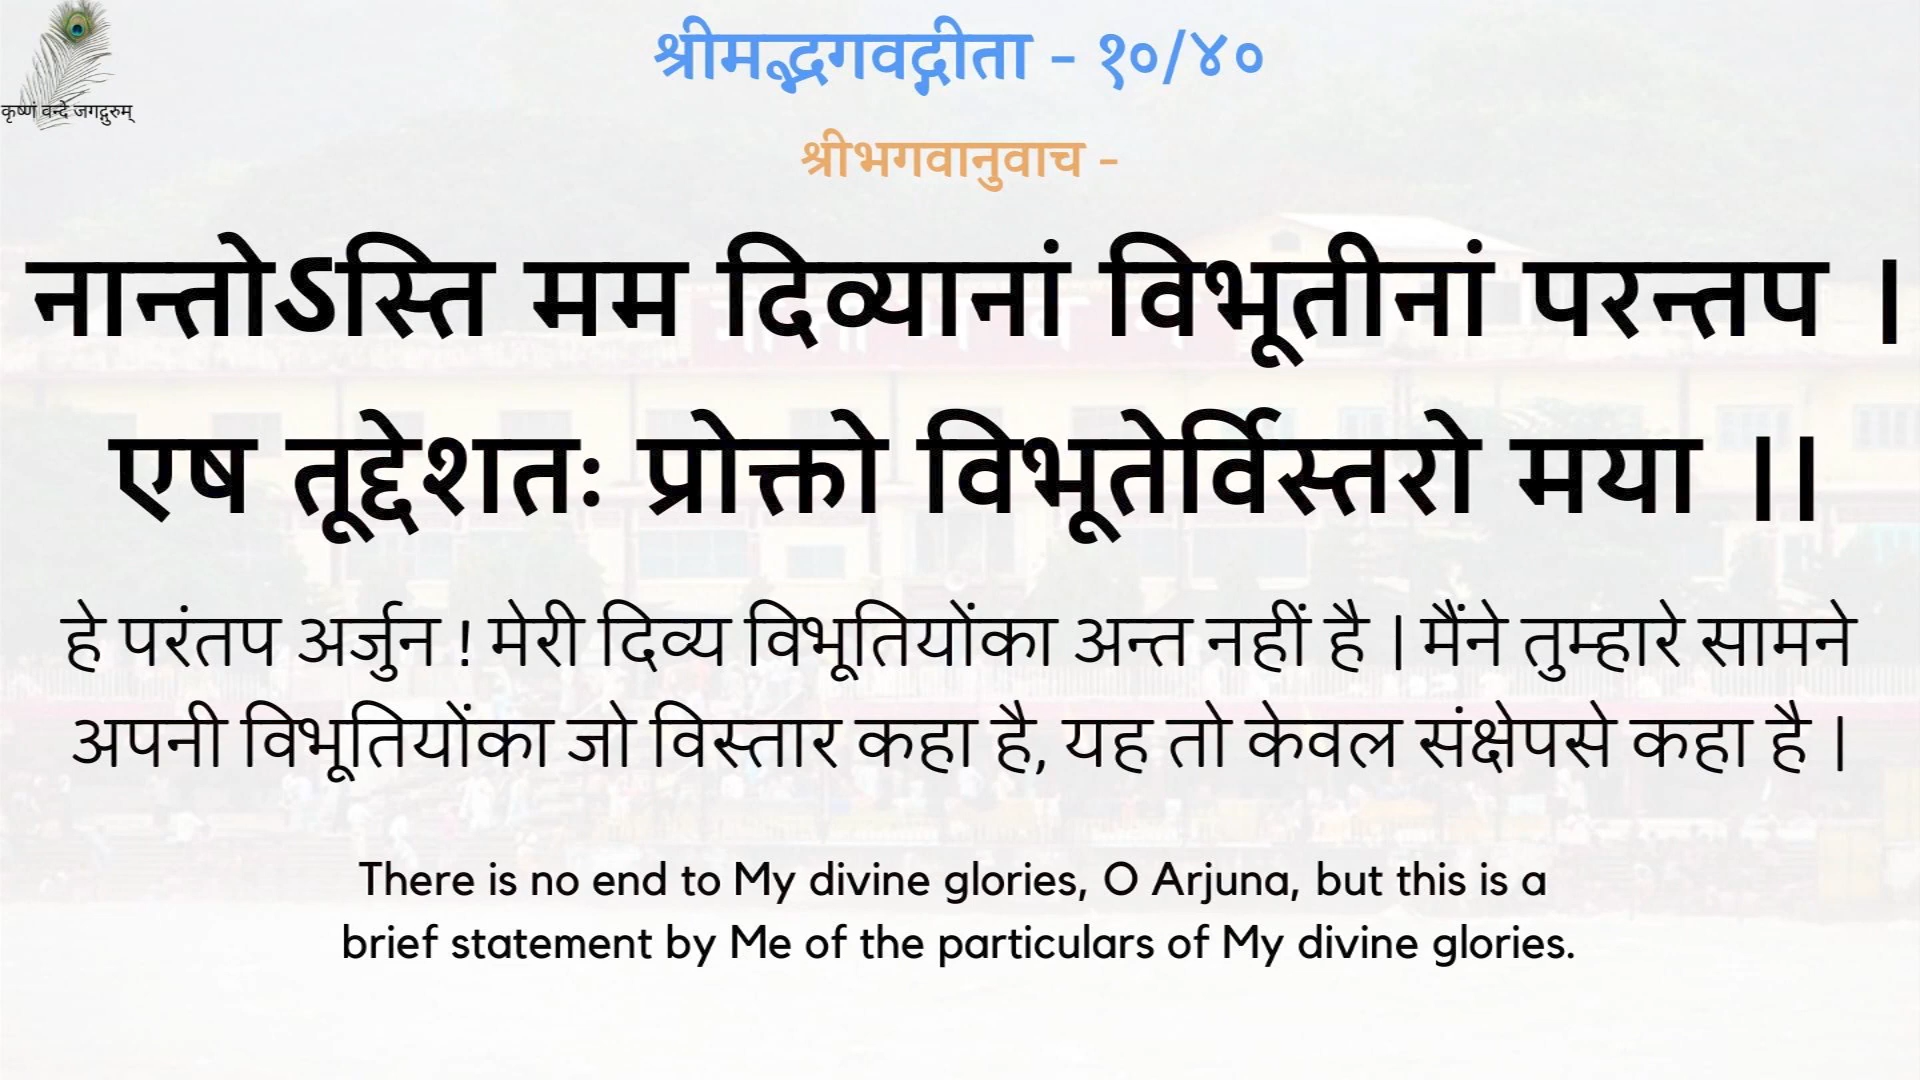 कृष्णं वन्दे जगद्गुरुम्
श्रीमद्भगवद्गीता - १०/४०
श्रीभगवानुवाच -
नान्तोऽस्ति मम दिव्यानां विभूतीनां परन्तप |
एष तूद्देशतः प्रोक्तो विभूतेर्विस्तरो मया ||
हे परंतप अर्जुन ! मेरी दिव्य विभूतियोंका अन्त नहीं है | मैंने तुम्हारे सामने
अपनी विभूतियोंका जो विस्तार कहा है, यह तो केवल संक्षेपसे कहा है |
There is no end to My divine glories, O Arjuna, but this is a
brief statement by Me of the particulars of My divine glories.